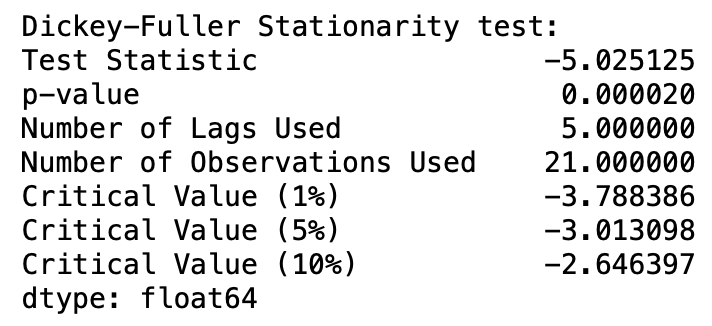 Dickey-Fuller Stationarity test:
Test Statistic -5.025125
p-value 0.000020
Number of Lags Used 5.000000
Number of Observations Used 21.000000
Critical Value (1%) -3.788386
Critical Value (5%) -3.013098
Critical Value (10%) -2.646397
dtype: float64